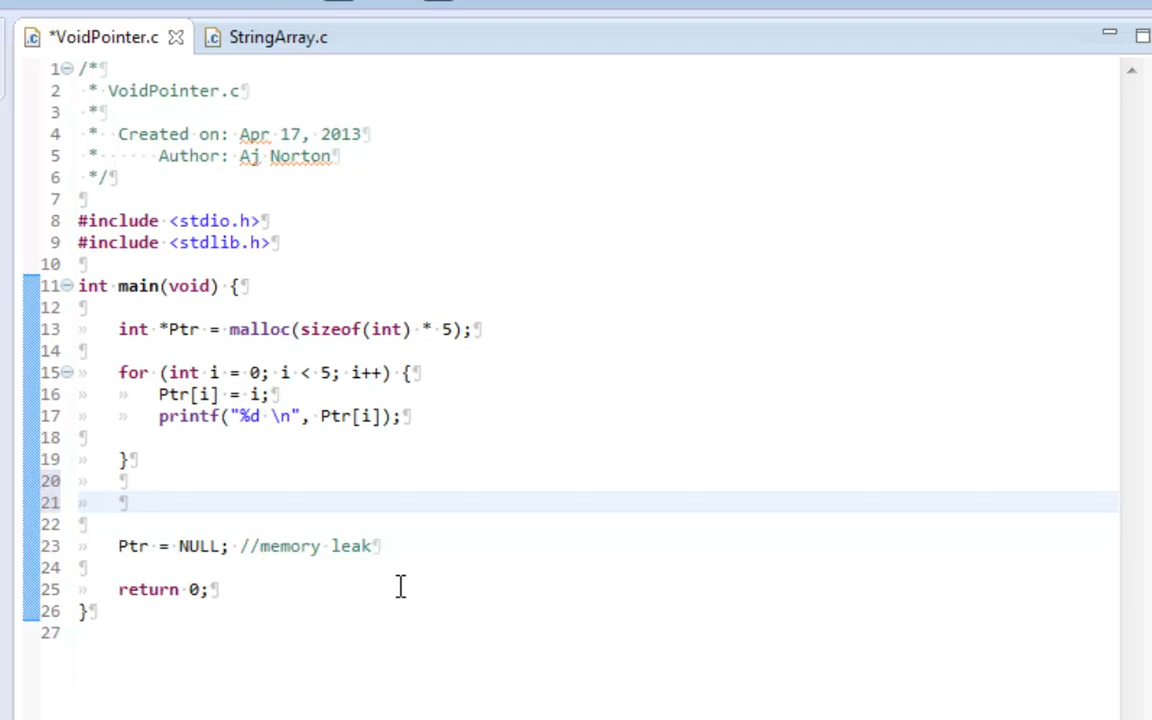 *VoidPointer.c StringArray.c
1 /*
2 * VoidPointer.c
3 *
4 * Created on: Apr 17, 2013
5 * Author: Aj Norton
6 */
7
8 #include <stdio.h>
9 #include <stdlib.h>
10
11 int main(void) {
12
13 int *Ptr = malloc(sizeof(int) * 5);
14
15 for (int i = 0; i < 5; i++) {
16 Ptr[i] = i;
17 printf("%d \n", Ptr[i]);
18
19 }
20
21
22
23 Ptr = NULL; //memory leak
24
25 return 0;
26 }
27